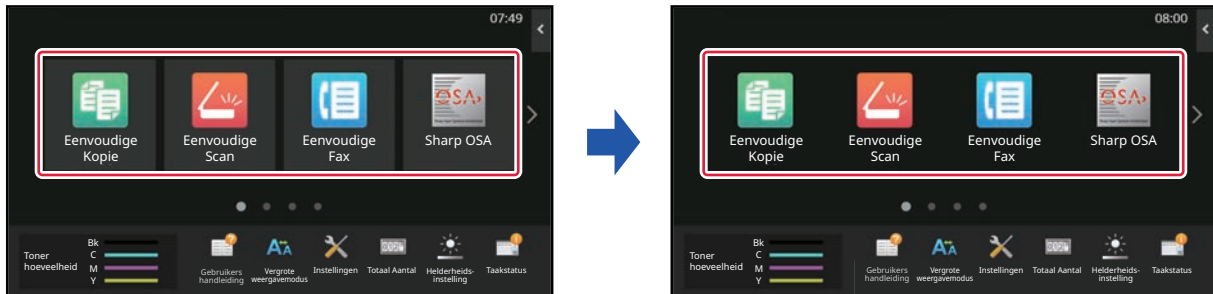 07:49
Eenvoudige
Kopie
Eenvoudige
Scan
Eenvoudige
Fax
OSA
Sharp OSA
Toner
hoeveelheid
Bk
C
M
Y
Gebruikers
handleiding
Vergrote
weergavemodus
Instellingen
Totaal Aantal
Helderheids-
instelling
Taakstatus
08:00
Eenvoudige
Kopie
Eenvoudige
Scan
Eenvoudige
Fax
OSA
Sharp OSA
Toner
hoeveelheid
Bk
C
M
Y
Gebruikers
handleiding
Vergrote
weergavemodus
Instellingen
Totaal Aantal
Helderheids-
instelling
Taakstatus